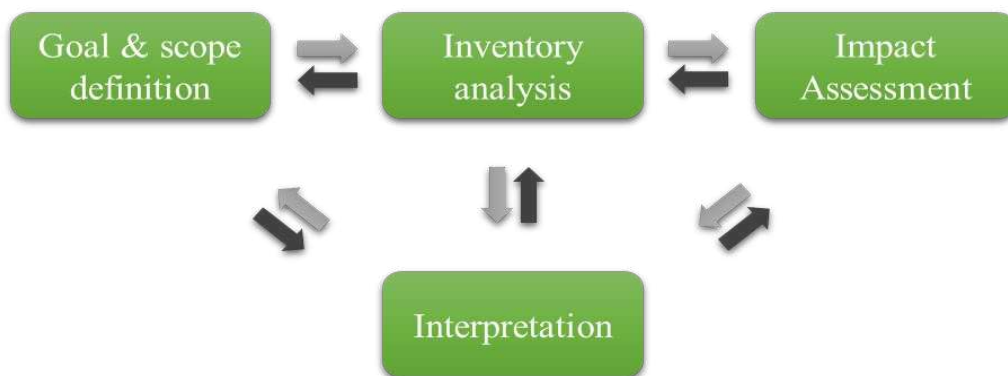 Goal & scope
definition
Inventory
analysis
Impact
Assessment
Interpretation